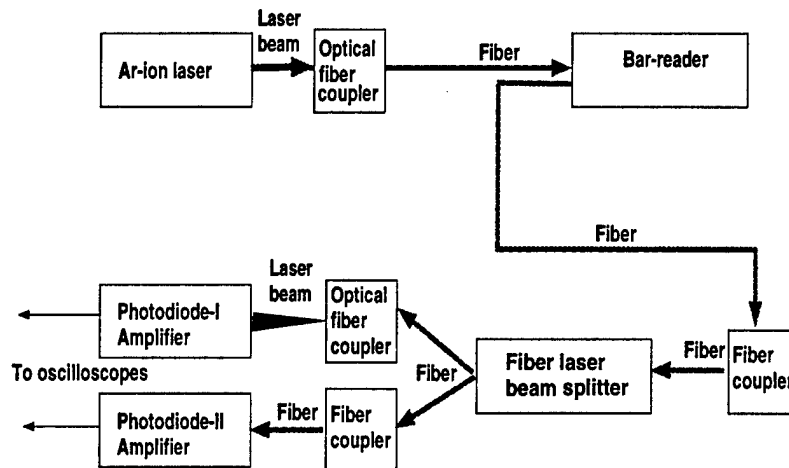 Laser
beam
Ar-ion laser
Optical
fiber
coupler
Fiber
Bar-reader
Fiber
Laser
beam
Photodiode-I
Amplifier
Optical
fiber
coupler
To oscilloscopes
Fiber
Fiber laser
beam splitter
Fiber
Fiber
coupler
Photodiode-II
Amplifier
Fiber
Fiber
coupler